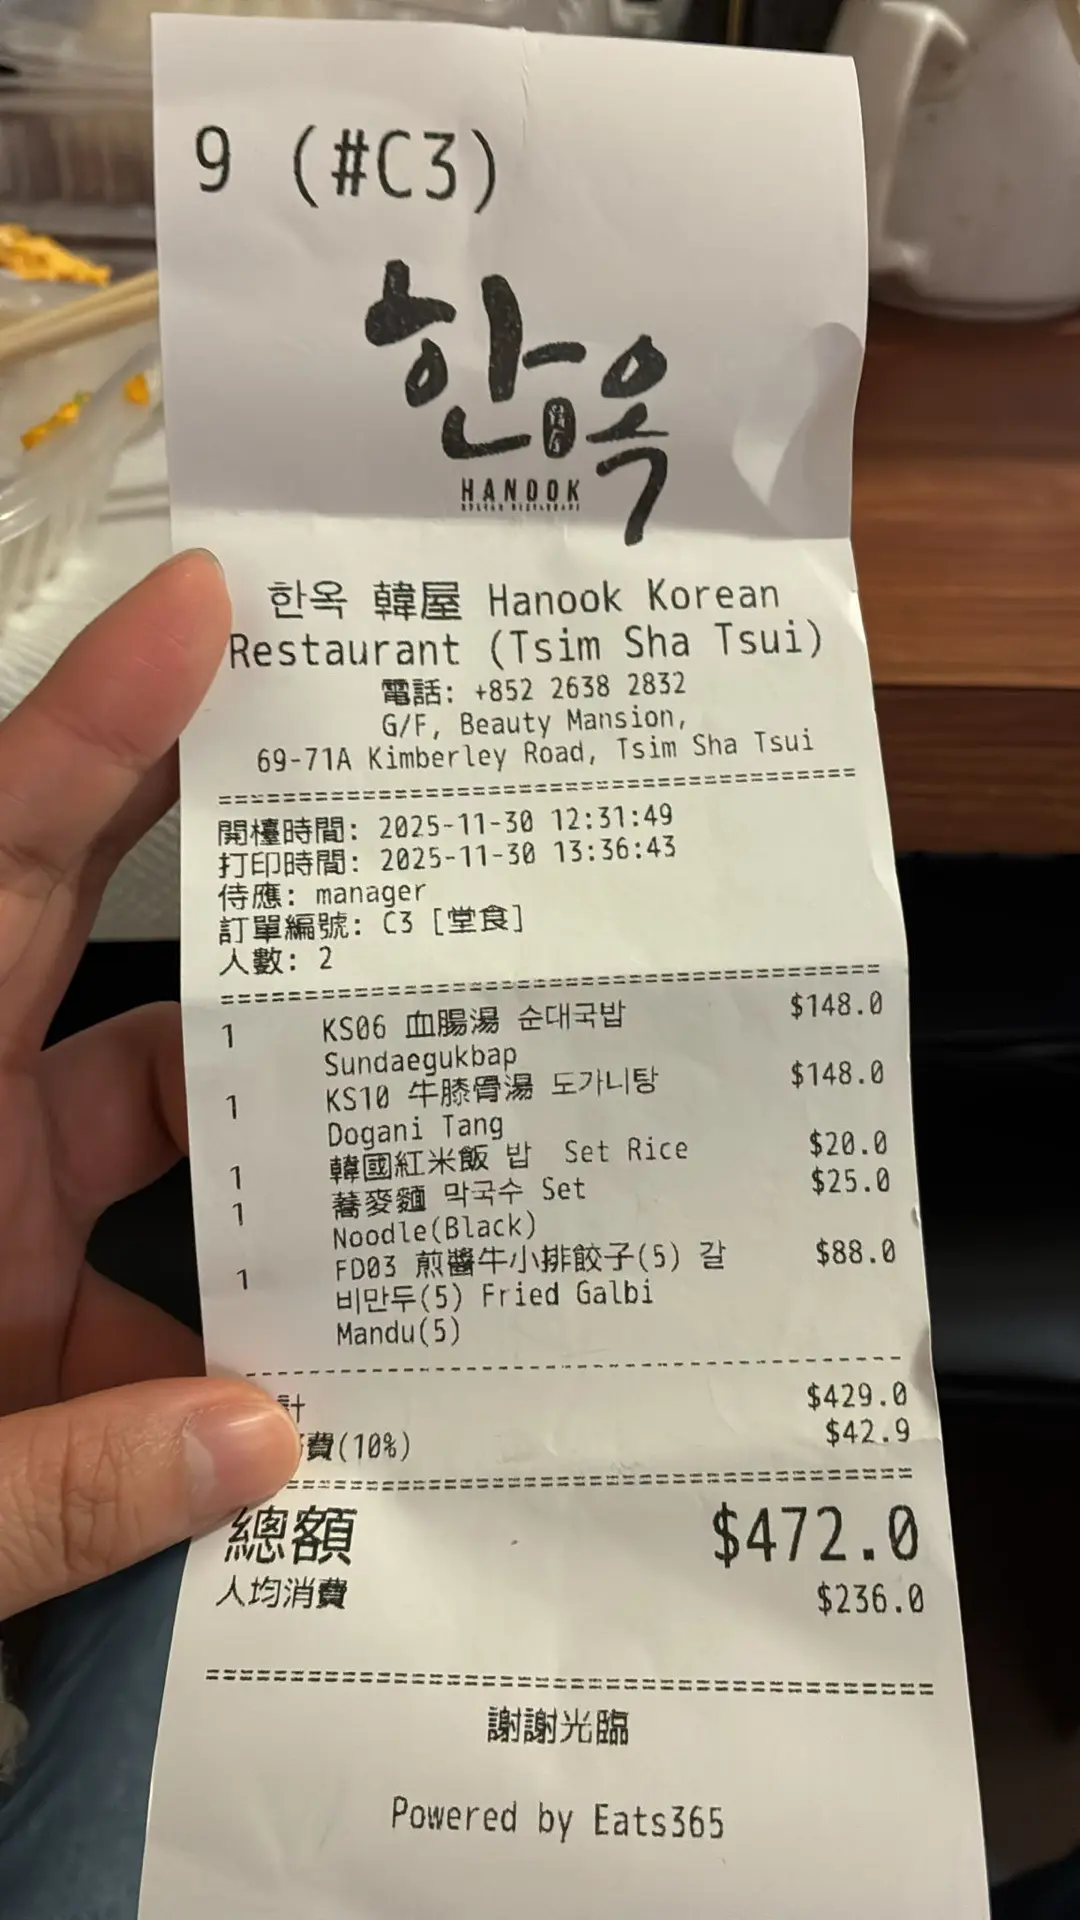 9 (#C3)
한옥
HANOOK
KOREAN RESTAURANT
한옥 韓屋 Hanook Korean
Restaurant (Tsim Sha Tsui)
電話: +852 2638 2832
G/F, Beauty Mansion,
69-71A Kimberley Road, Tsim Sha Tsui
開檯時間: 2025-11-30 12:31:49
打印時間: 2025-11-30 13:36:43
侍應: manager
訂單編號: C3 [堂食]
人數: 2
1 KS06 血腸湯 순대국밥 $148.0
Sundaegukbap
1 KS10 牛膝骨湯 도가니탕 $148.0
Dogani Tang
1 韓國紅米飯 밥 Set Rice $20.0
1 蕎麥麵 막국수 Set $25.0
Noodle(Black)
1 FD03 煎醬牛小排餃子(5) 갈 $88.0
비만두(5) Fried Galbi
Mandu(5)
計 $429.0
費(10%) $42.9
總額 $472.0
人均消費 $236.0
謝謝光臨
Powered by Eats365